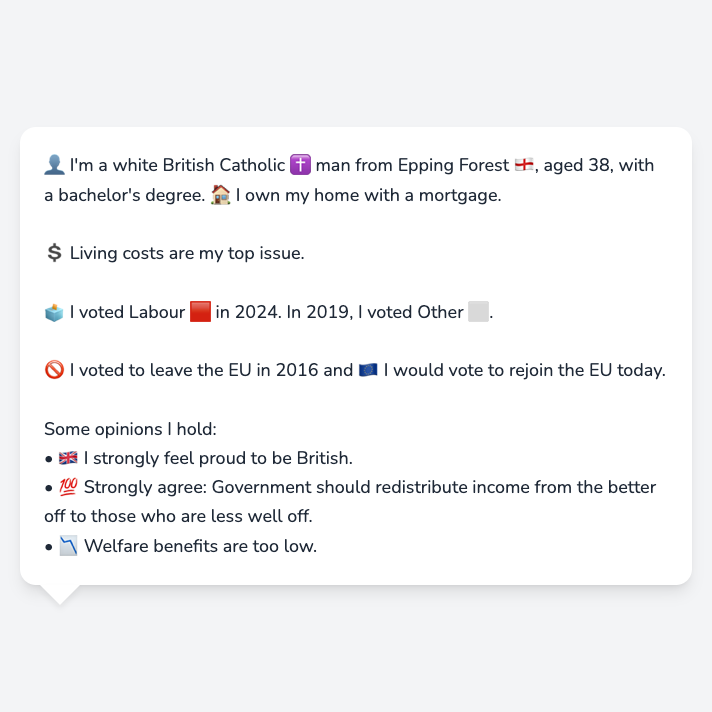 👤 I'm a white British Catholic ✝️ man from Epping Forest 🏴󠁧󠁢󠁥󠁮󠁧󠁿, aged 38, with
a bachelor's degree. 🏠 I own my home with a mortgage.
💲 Living costs are my top issue.
🗳️ I voted Labour 🟥 in 2024. In 2019, I voted Other ⬜.
🚫 I voted to leave the EU in 2016 and 🇪🇺 I would vote to rejoin the EU today.
Some opinions I hold:
• 🇬🇧 I strongly feel proud to be British.
• 💯 Strongly agree: Government should redistribute income from the better
off to those who are less well off.
• 📉 Welfare benefits are too low.